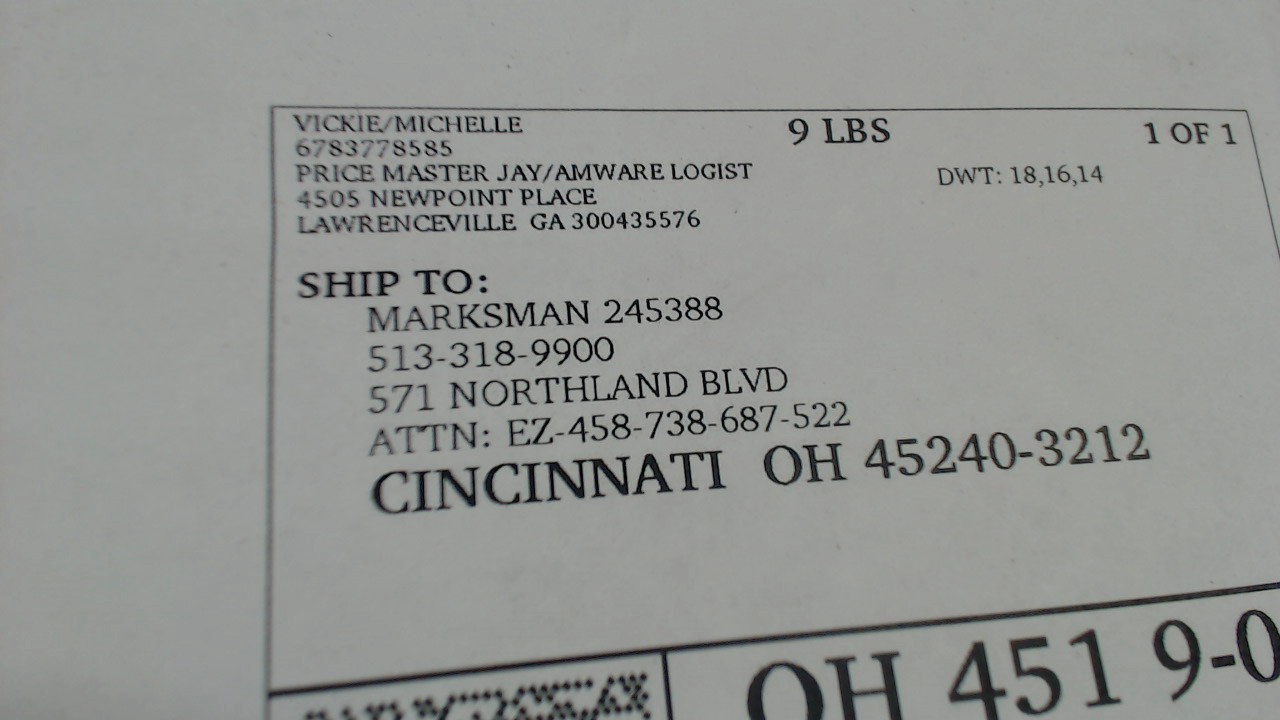 VICKIE/MICHELLE
6783778585
PRICE MASTER JAY/AMWARE LOGIST
4505 NEWPOINT PLACE
LAWRENCEVILLE GA 300435576
9 LBS
1 OF 1
DWT: 18,16,14
SHIP TO:
MARKSMAN 245388
513-318-9900
571 NORTHLAND BLVD
ATTN: EZ-458-738-687-522
CINCINNATI OH 45240-3212
OH 451 9-0